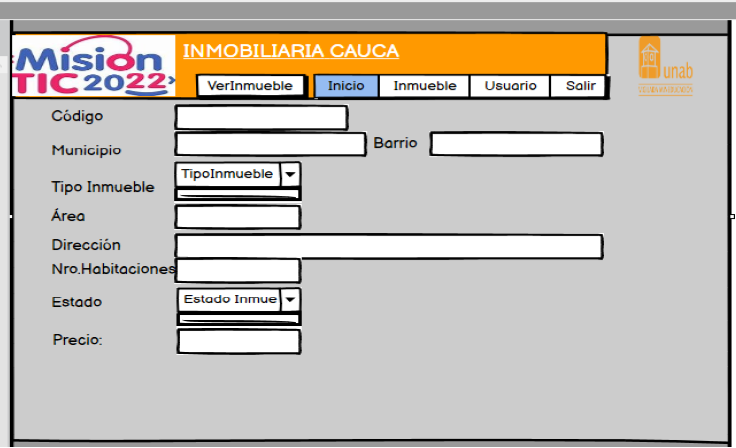 Misión
TIC 2022
INMOBILIARIA CAUCA
VerInmueble Inicio Inmueble Usuario Salir
unab
Código
Municipio Barrio
TipoInmueble
Tipo Inmueble
Área
Dirección
Nro.Habitaciones
Estado Inmue
Estado
Precio: